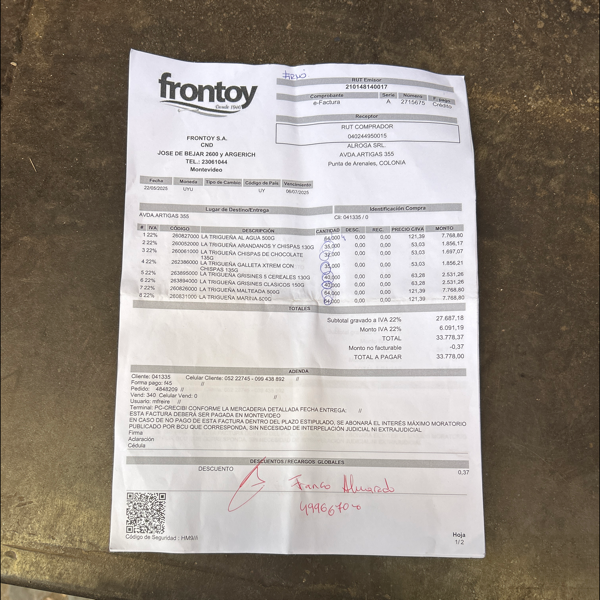 frontoy
Desde 1946
FRONTOY S.A.
CND
JOSE DE BEJAR 2600 y ARGERICH
TEL.: 23061044
Montevideo
RUT Emisor
210148140017
Comprobante Serie Número F. pago
e-Factura A 2715675 Crédito
Receptor
RUT COMPRADOR
040244950015
ALROGA SRL.
AVDA.ARTIGAS 355
Punta de Arenales, COLONIA
Fecha Moneda Tipo de Cambio Código de País Vencimiento
22/05/2025 UYU UY 06/07/2025
Lugar de Destino/Entrega Identificación Compra
AVDA.ARTIGAS 355 CII: 041335 / 0
# IVA CÓDIGO DESCRIPCIÓN CANTIDAD DESC. REC. PRECIO C/IVA MONTO
1 22% 260827000 LA TRIGUEÑA AL AGUA 500G 64,000 0,00 0,00 121,39 7.768,80
2 22% 260052000 LA TRIGUEÑA ARANDANOS Y CHISPAS 130G 35,000 0,00 0,00 53,03 1.856,17
3 22% 260061000 LA TRIGUEÑA CHISPAS DE CHOCOLATE 32,000 0,00 0,00 53,03 1.697,07
135G
4 22% 262386000 LA TRIGUEÑA GALLETA XTREM CON 35,000 0,00 0,00 53,03 1.856,21
CHISPAS 135G
5 22% 263895000 LA TRIGUEÑA GRISINES 5 CEREALES 130G 40,000 0,00 0,00 63,28 2.531,26
6 22% 263894000 LA TRIGUEÑA GRISINES CLASICOS 150G 40,000 0,00 0,00 63,28 2.531,26
7 22% 260826000 LA TRIGUEÑA MALTEADA 500G 64,000 0,00 0,00 121,39 7.768,80
8 22% 260831000 LA TRIGUEÑA MARINA 500G 64,000 0,00 0,00 121,39 7.768,80
TOTALES
Subtotal gravado a IVA 22% 27.687,18
Monto IVA 22% 6.091,19
TOTAL 33.778,37
Monto no facturable -0,37
TOTAL A PAGAR 33.778,00
ADENDA
Cliente: 041335 Celular Cliente: 052 22745 - 099 438 892 //
Forma pago: f45 //
Pedido: 4848209 //
Vend: 340 Celular Vend: 0 //
Usuario: mfreire //
Terminal: PC-CRECIBI CONFORME LA MERCADERIA DETALLADA FECHA ENTREGA: //
ESTA FACTURA DEBERA SER PAGADA EN MONTEVIDEO
EN CASO DE NO PAGO DE ESTA FACTURA DENTRO DEL PLAZO ESTIPULADO, SE ABONARÁ EL INTERÉS MÁXIMO MORATORIO
PUBLICADO POR BCU QUE CORRESPONDA, SIN NECESIDAD DE INTERPELACIÓN JUDICIAL NI EXTRAJUDICIAL
Firma
Aclaración
Cédula
DESCUENTOS / RECARGOS GLOBALES
DESCUENTO 0,37
Código de Seguridad : HM9/lI
Hoja
1/2